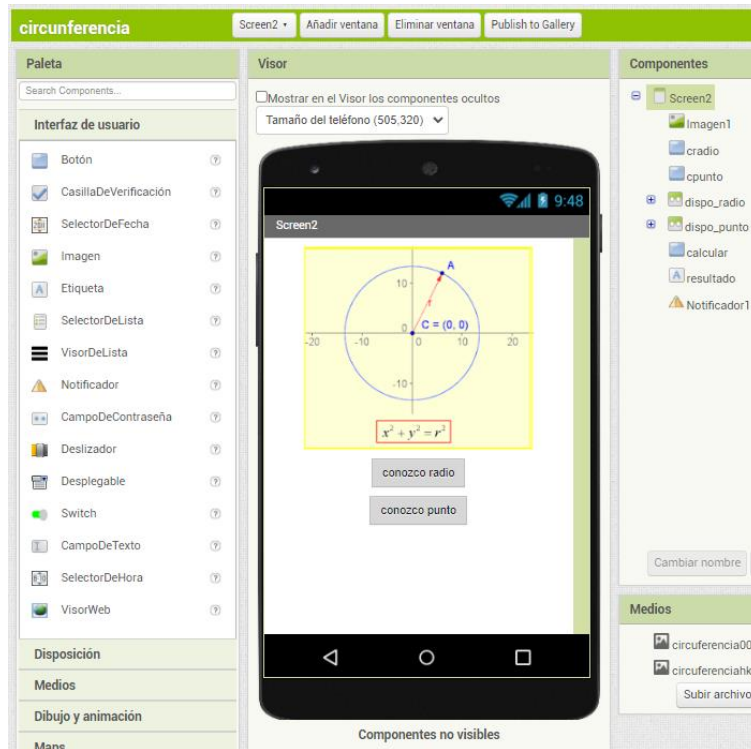 circunferencia
Screen2
Añadir ventana
Eliminar ventana
Publish to Gallery
Paleta
Search Components...
Interfaz de usuario
Botón
?
CasillaDeVerificación
?
SelectorDeFecha
?
Imagen
?
Etiqueta
?
SelectorDeLista
?
VisorDeLista
?
Notificador
?
CampoDeContraseña
?
Deslizador
?
Desplegable
?
Switch
?
CampoDeTexto
?
SelectorDeHora
?
VisorWeb
?
Disposición
Medios
Dibujo y animación
Maps
Visor
Mostrar en el Visor los componentes ocultos
Tamaño del teléfono (505,320)
9:48
Screen2
A
10
r
0
C = (0, 0)
-20 -10 0 10 20
-10
x² + y² = r²
conozco radio
conozco punto
Componentes no visibles
Componentes
Screen2
Imagen1
cradio
cpunto
dispo_radio
dispo_punto
calcular
A resultado
Notificador1
Cambiar nombre
Medios
circuferencia00
circuferenciahk
Subir archivo